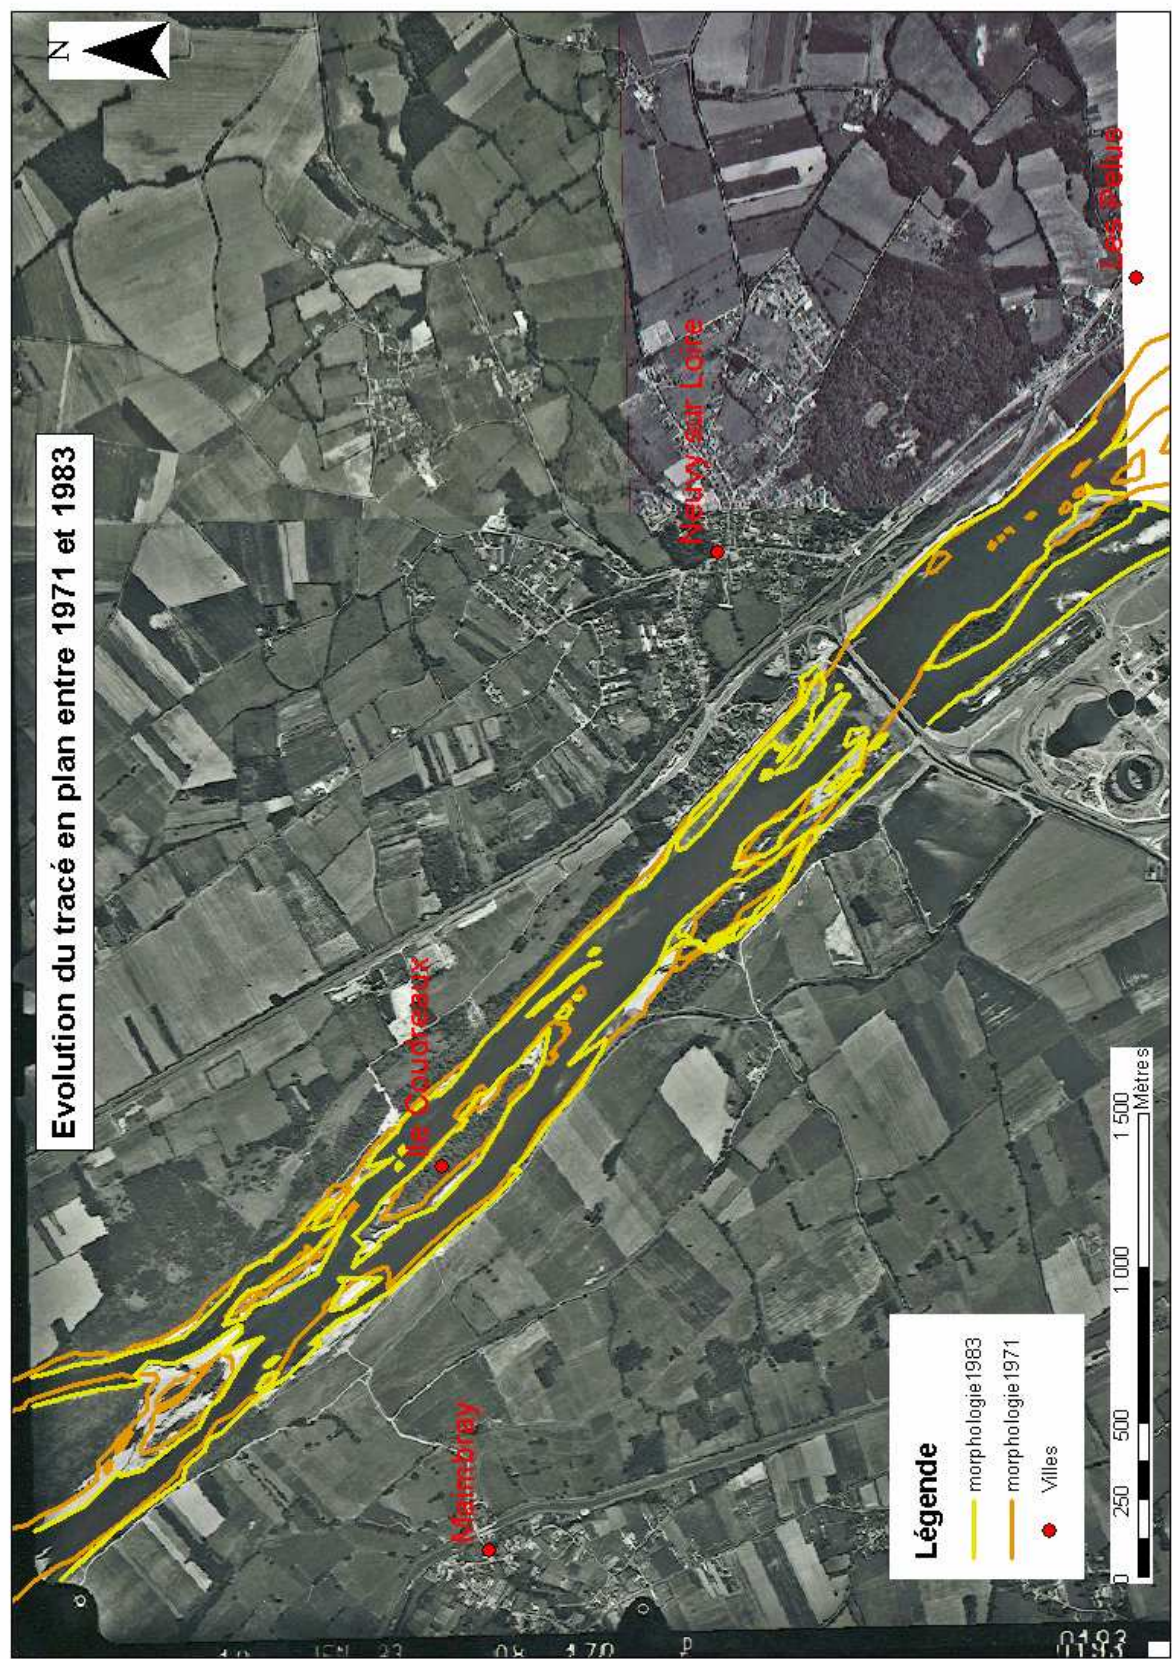 Evolution du tracé en plan entre 1971 et 1983
N
Ile Coudreaux
Neuvy sur Loire
Les Pelus
Maimbray
Légende
morphologie1983
morphologie1971
Villes
0 250 500 1 000 1 500
Mètres